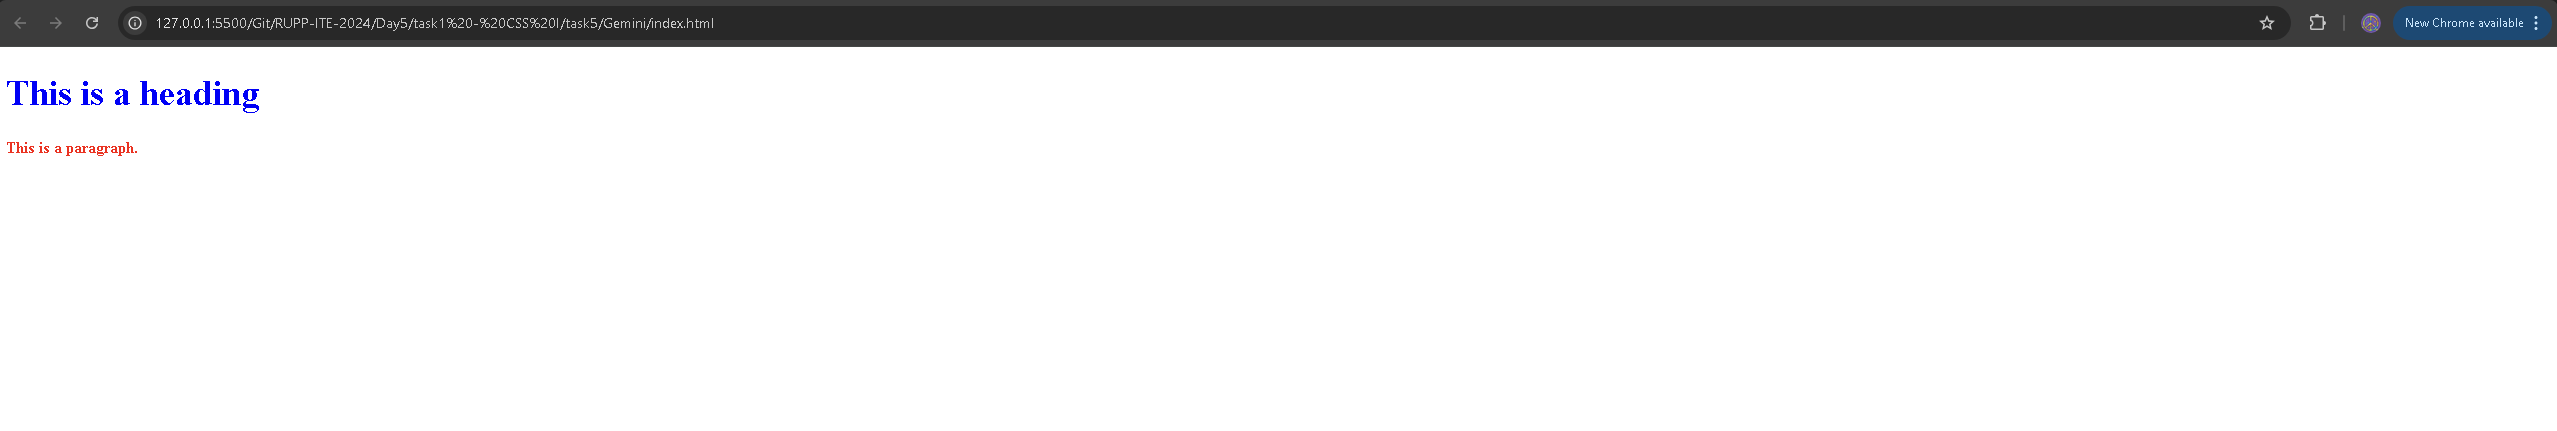 127.0.0.1:5500/Git/RUPP-ITE-2024/Day5/task1%20-%20CSS%20I/task5/Gemini/index.html
New Chrome available
This is a heading
This is a paragraph.